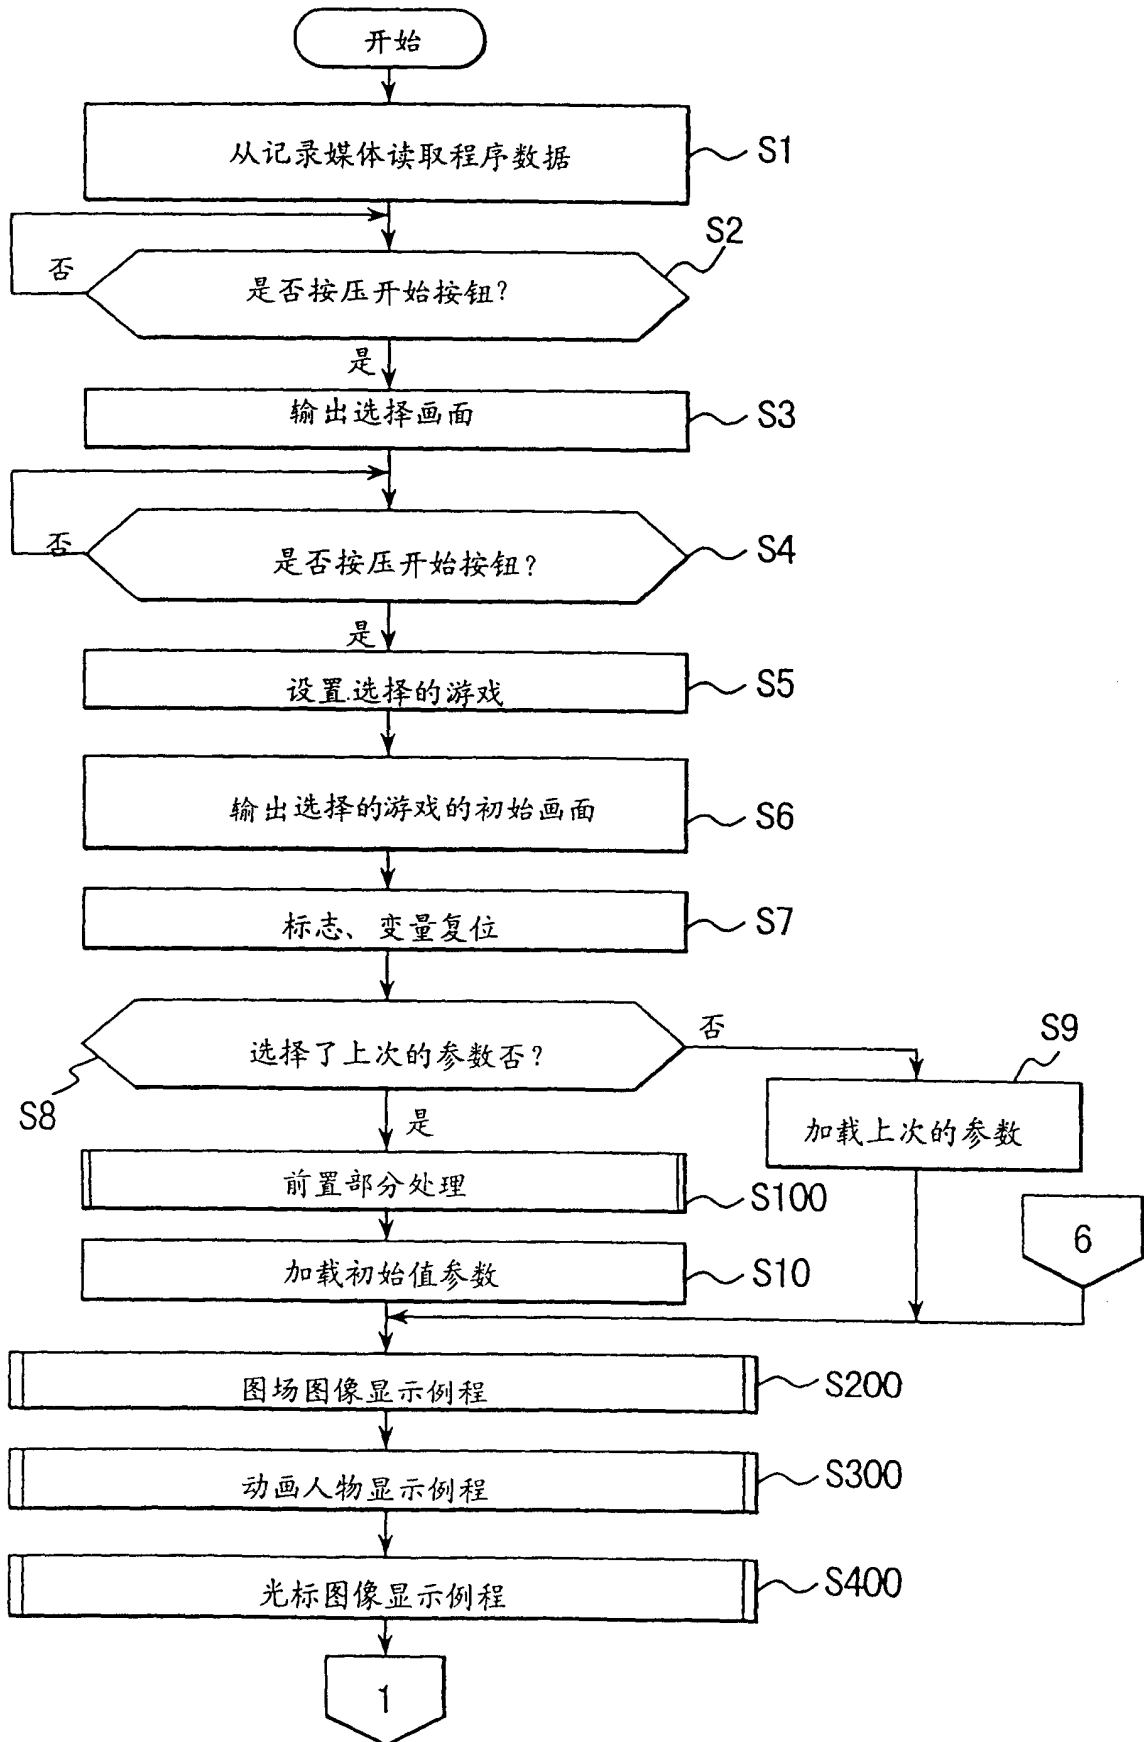 开始
从记录媒体读取程序数据
S1
S2
否
是否按压开始按钮?
是
输出选择画面
S3
否
是否按压开始按钮?
S4
是
设置.选择的游戏
S5
输出选择的游戏的初始画面
S6
标志、变量复位
S7
否
S9
选择了上次的参数否?
S8
加载上次的参数
是
前置部分处理
S100
6
加载初始值参数
S10
图场图像显示例程
S200
动画人物显示例程
S300
光标图像显示例程
S400
1